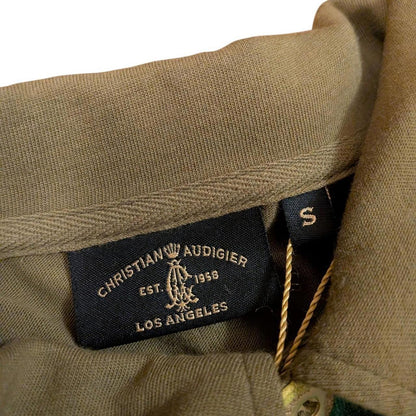 CHRISTIAN AUDIGIER
EST. 1958
LOS ANGELES
S